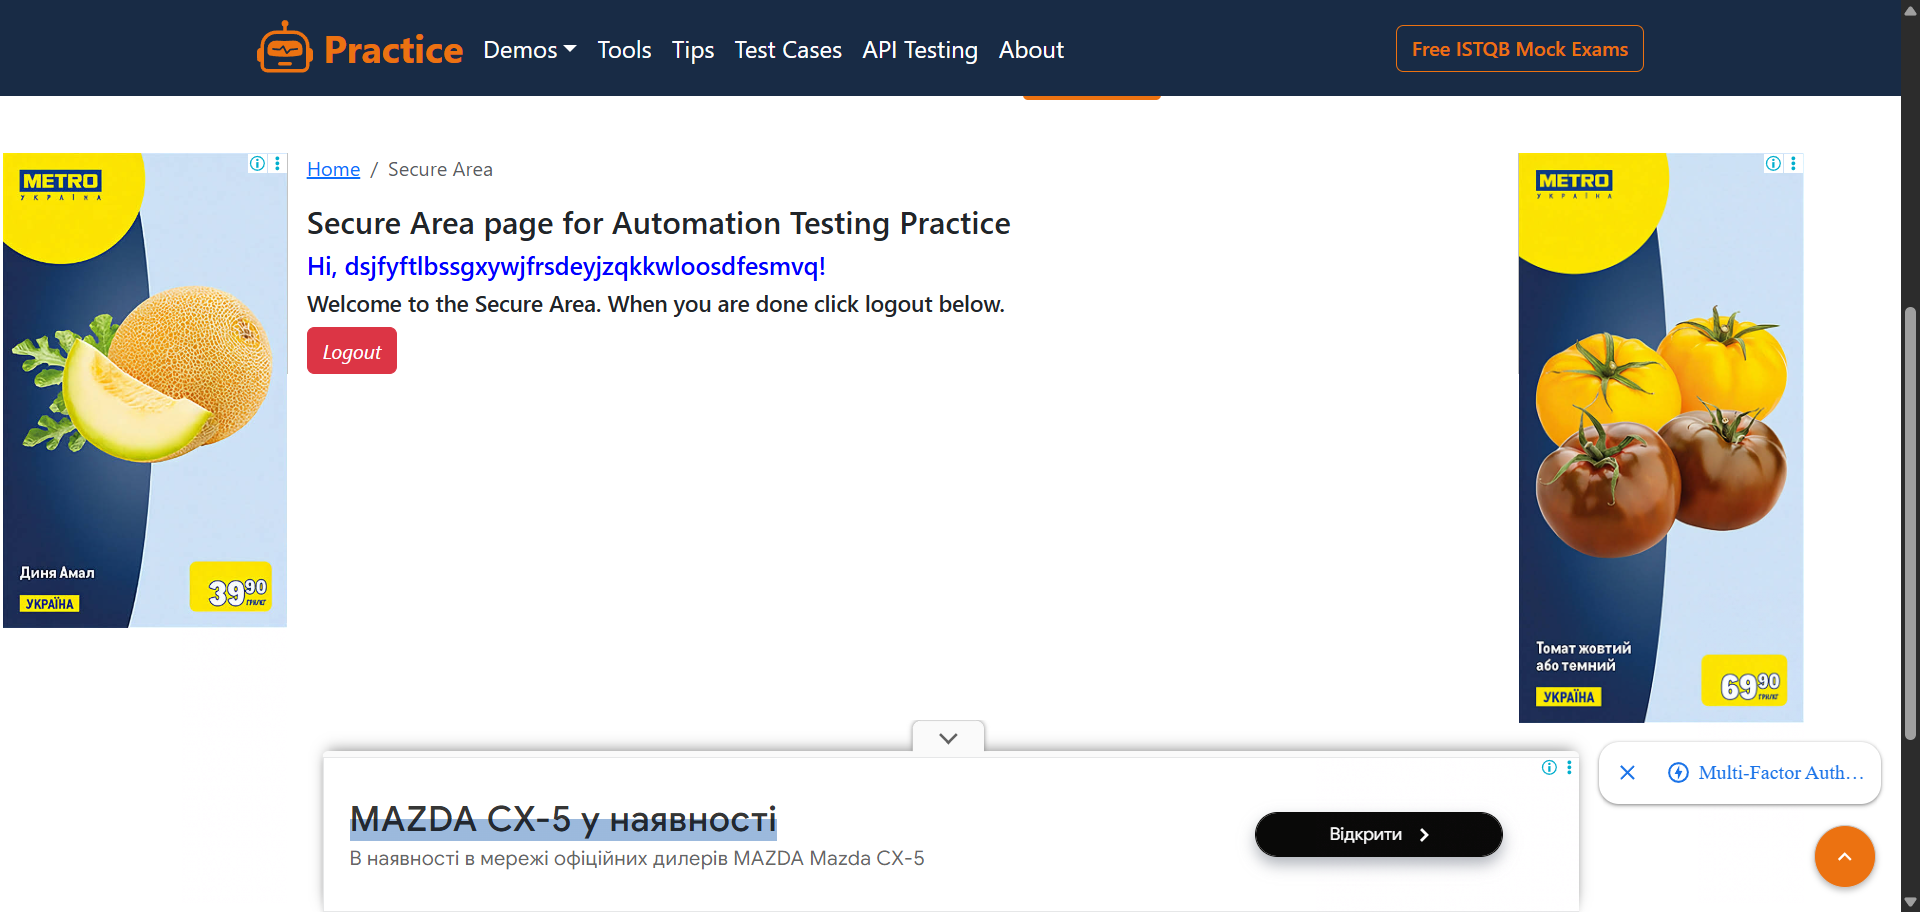 Practice Demos Tools Tips Test Cases API Testing About Free ISTQB Mock Exams
METRO
УКРАЇНА
Диня Амал
УКРАЇНА
39 90
ГРН/КГ
Home / Secure Area
Secure Area page for Automation Testing Practice
Hi, dsjfyftlbssgxywjfrsdeyjzqkkwloosdfesmvq!
Welcome to the Secure Area. When you are done click logout below.
Logout
METRO
УКРАЇНА
Томат жовтий
або темний
УКРАЇНА
69 90
ГРН/КГ
MAZDA CX-5 у наявності
В наявності в мережі офіційних дилерів MAZDA Mazda CX-5
Відкрити
Multi-Factor Auth...